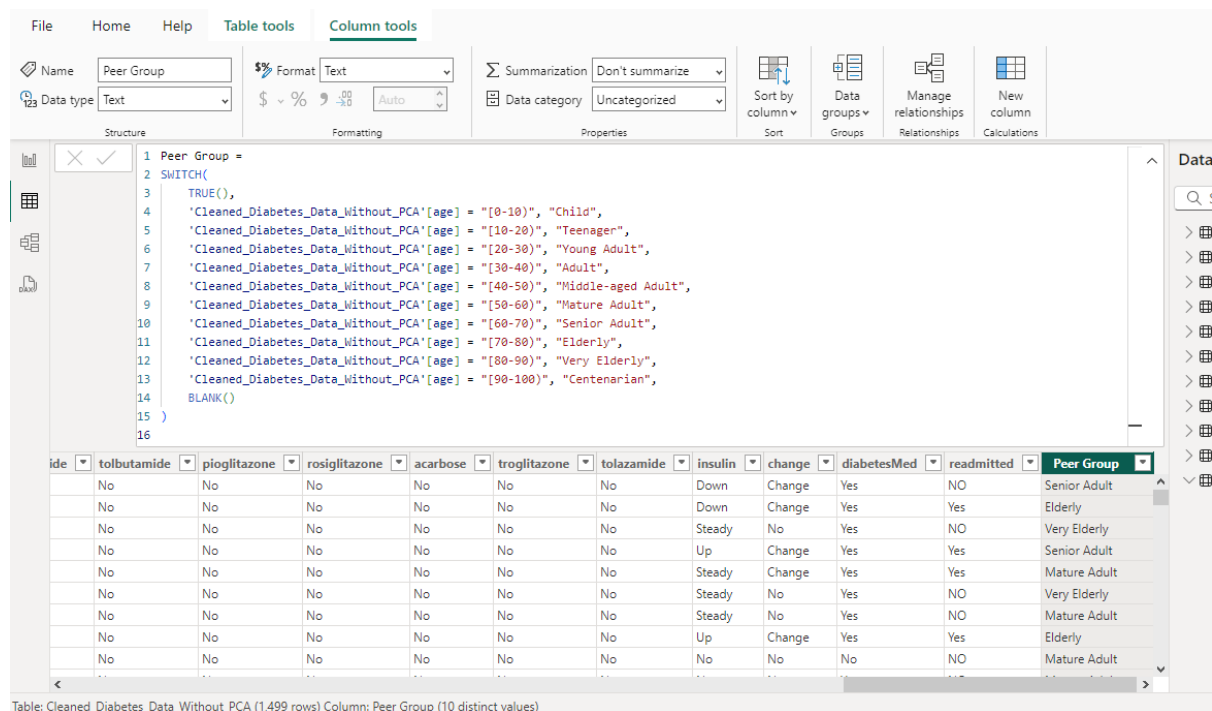 File Home Help Table tools Column tools
Name Peer Group
Data type Text
Structure
$% Format Text
$ % Auto
Formatting
Summarization Don't summarize
Data category Uncategorized
Properties
Sort by
column
Sort
Data
groups
Groups
Manage
relationships
Relationships
New
column
Calculations
1 Peer Group =
2 SWITCH(
3 TRUE(),
4 'Cleaned_Diabetes_Data_Without_PCA'[age] = "[0-10)", "Child",
5 'Cleaned_Diabetes_Data_Without_PCA'[age] = "[10-20)", "Teenager",
6 'Cleaned_Diabetes_Data_Without_PCA'[age] = "[20-30)", "Young Adult",
7 'Cleaned_Diabetes_Data_Without_PCA'[age] = "[30-40)", "Adult",
8 'Cleaned_Diabetes_Data_Without_PCA'[age] = "[40-50)", "Middle-aged Adult",
9 'Cleaned_Diabetes_Data_Without_PCA'[age] = "[50-60)", "Mature Adult",
10 'Cleaned_Diabetes_Data_Without_PCA'[age] = "[60-70)", "Senior Adult",
11 'Cleaned_Diabetes_Data_Without_PCA'[age] = "[70-80)", "Elderly",
12 'Cleaned_Diabetes_Data_Without_PCA'[age] = "[80-90)", "Very Elderly",
13 'Cleaned_Diabetes_Data_Without_PCA'[age] = "[90-100)", "Centenarian",
14 BLANK()
15 )
16
Data
ide tolbutamide pioglitazone rosiglitazone acarbose troglitazone tolazamide insulin change diabetesMed readmitted Peer Group
No No No No No No Down Change Yes NO Senior Adult
No No No No No No Down Change Yes Yes Elderly
No No No No No No Steady No Yes NO Very Elderly
No No No No No No Up Change Yes Yes Senior Adult
No No No No No No Steady Change Yes Yes Mature Adult
No No No No No No Steady No Yes NO Very Elderly
No No No No No No Steady No Yes NO Mature Adult
No No No No No No Up Change Yes Yes Elderly
No No No No No No No No No NO Mature Adult
Table: Cleaned_Diabetes_Data_Without_PCA (1,499 rows) Column: Peer Group (10 distinct values)